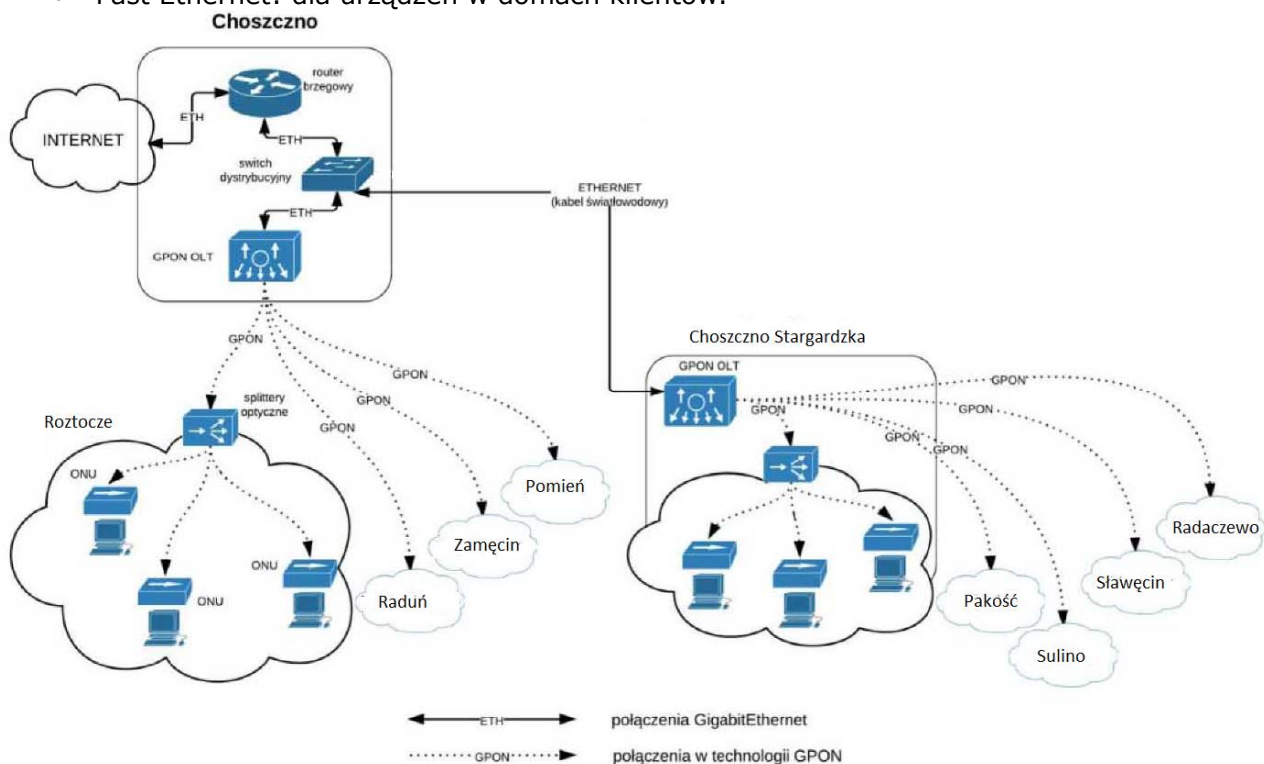 Fast Ethernet: dla urządzeń w domach klientów.
Choszczno
router
brzegowy
ETH
INTERNET
ETH
switch
dystrybucyjny
ETHERNET
(kabel światłowodowy)
ETH
GPON OLT
Choszczno Stargardzka
GPON
GPON OLT
GPON
GPON
GPON
splittery
optyczne
GPON
GPON
GPON
Roztocze
GPON
GPON
GPON
ONU
Pomień
Radaczewo
Zamęcin
ONU
Sławęcin
ONU
Raduń
Pakość
Sulino
ETH
połączenia GigabitEthernet
GPON
połączenia w technologii GPON